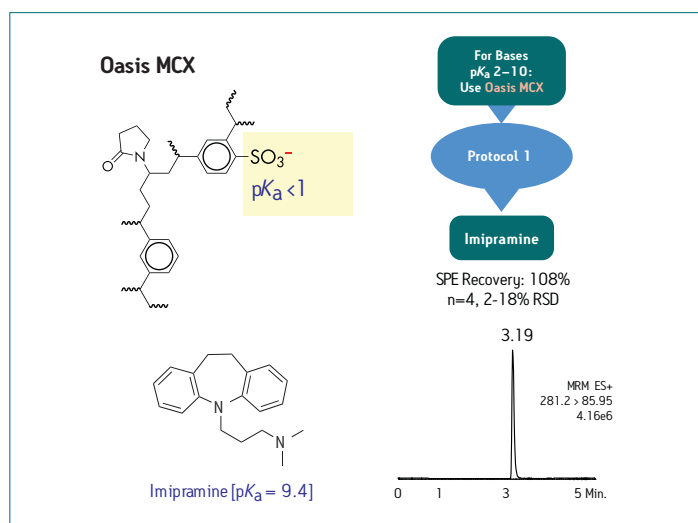 Oasis MCX
N
O
SO₃⁻
pKₐ <1
N
N
Imipramine [pKₐ = 9.4]
For Bases
pKₐ 2–10:
Use Oasis MCX
Protocol 1
Imipramine
SPE Recovery: 108%
n=4, 2-18% RSD
3.19
MRM ES+
281.2 > 85.95
4.16e6
0 1 3 5 Min.